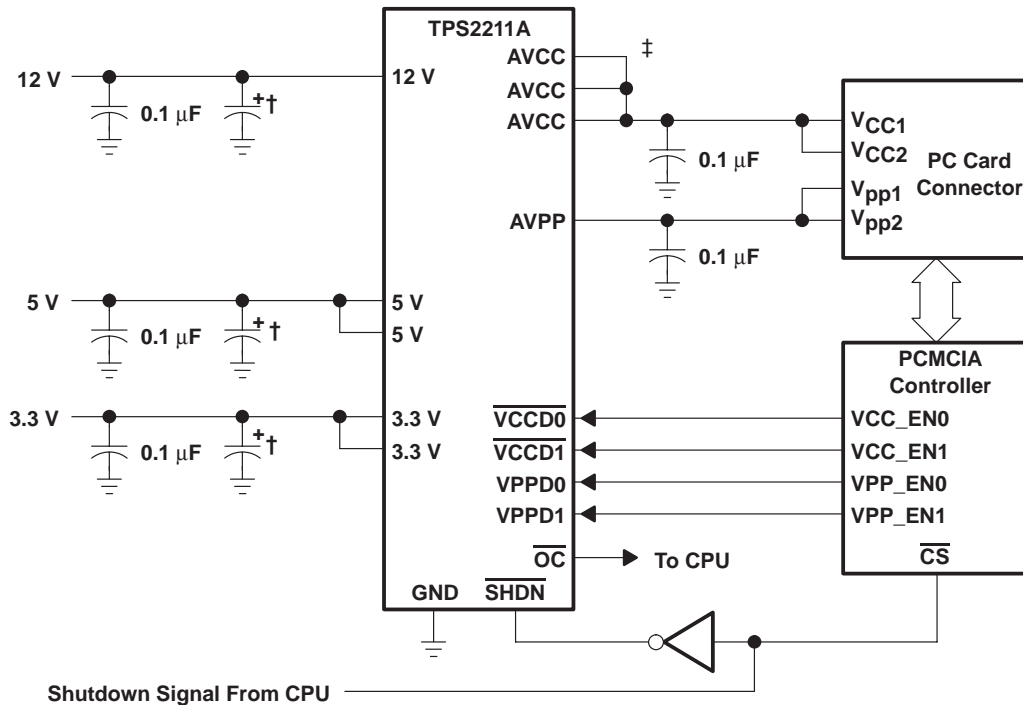 TPS2211A
12 V
12 V
0.1 μF
+†
AVCC
AVCC
AVCC
‡
0.1 μF
VCC1
VCC2
Vpp1
Vpp2
PC Card
Connector
AVPP
0.1 μF
5 V
5 V
5 V
0.1 μF
+†
3.3 V
3.3 V
3.3 V
0.1 μF
+†
PCMCIA
Controller
VCCD0
VCC_EN0
VCCD1
VCC_EN1
VPPD0
VPP_EN0
VPPD1
VPP_EN1
OC
To CPU
CS
GND
SHDN
Shutdown Signal From CPU